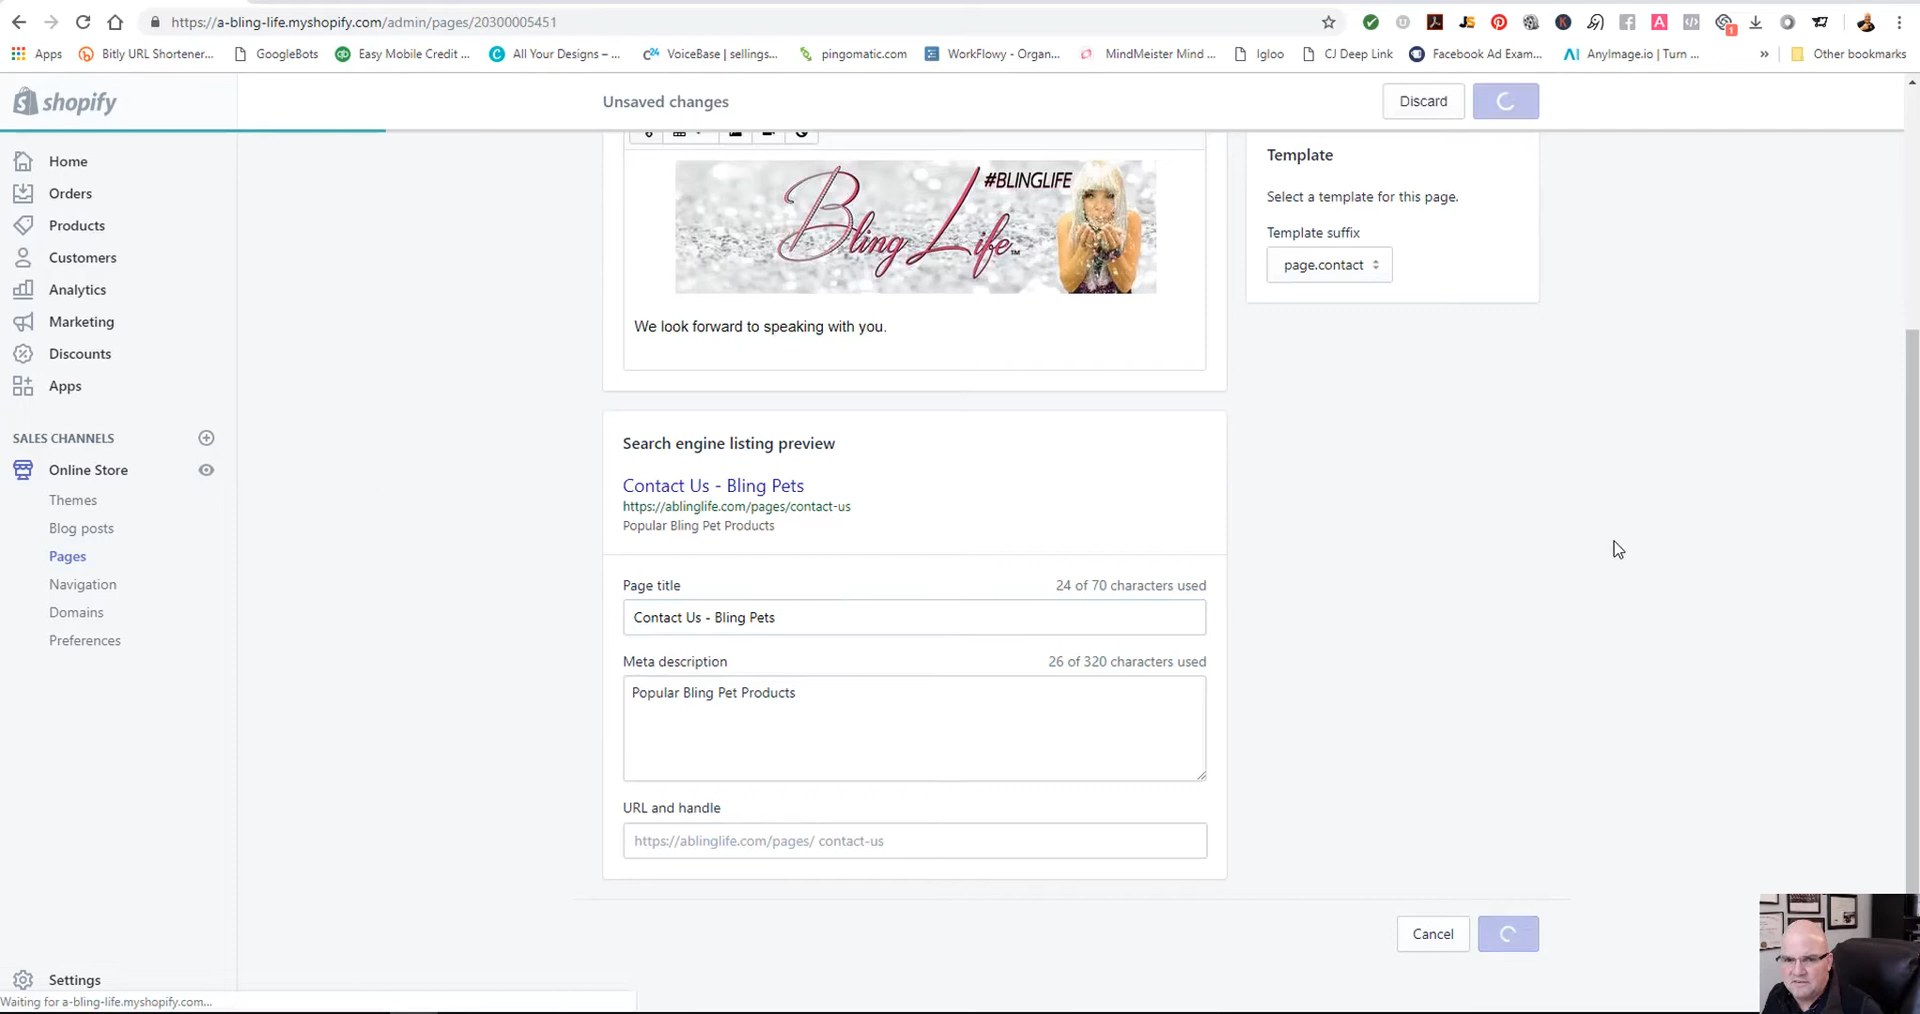 https://a-bling-life.myshopify.com/admin/pages/20300005451
Apps
Bitly URL Shortener...
GoogleBots
Easy Mobile Credit ...
All Your Designs – ...
VoiceBase | sellings...
pingomatic.com
WorkFlowy - Organ...
MindMeister Mind ...
Igloo
CJ Deep Link
Facebook Ad Exam...
AnyImage.io | Turn ...
»
Other bookmarks
shopify
Unsaved changes
Discard
Home
Orders
Products
Customers
Analytics
Marketing
Discounts
Apps
SALES CHANNELS
Online Store
Themes
Blog posts
Pages
Navigation
Domains
Preferences
Settings
#BLINGLIFE
Bling Life™
We look forward to speaking with you.
Template
Select a template for this page.
Template suffix
page.contact
Search engine listing preview
Contact Us - Bling Pets
https://ablinglife.com/pages/contact-us
Popular Bling Pet Products
Page title
24 of 70 characters used
Contact Us - Bling Pets
Meta description
26 of 320 characters used
Popular Bling Pet Products
URL and handle
https://ablinglife.com/pages/ contact-us
Cancel
Waiting for a-bling-life.myshopify.com...